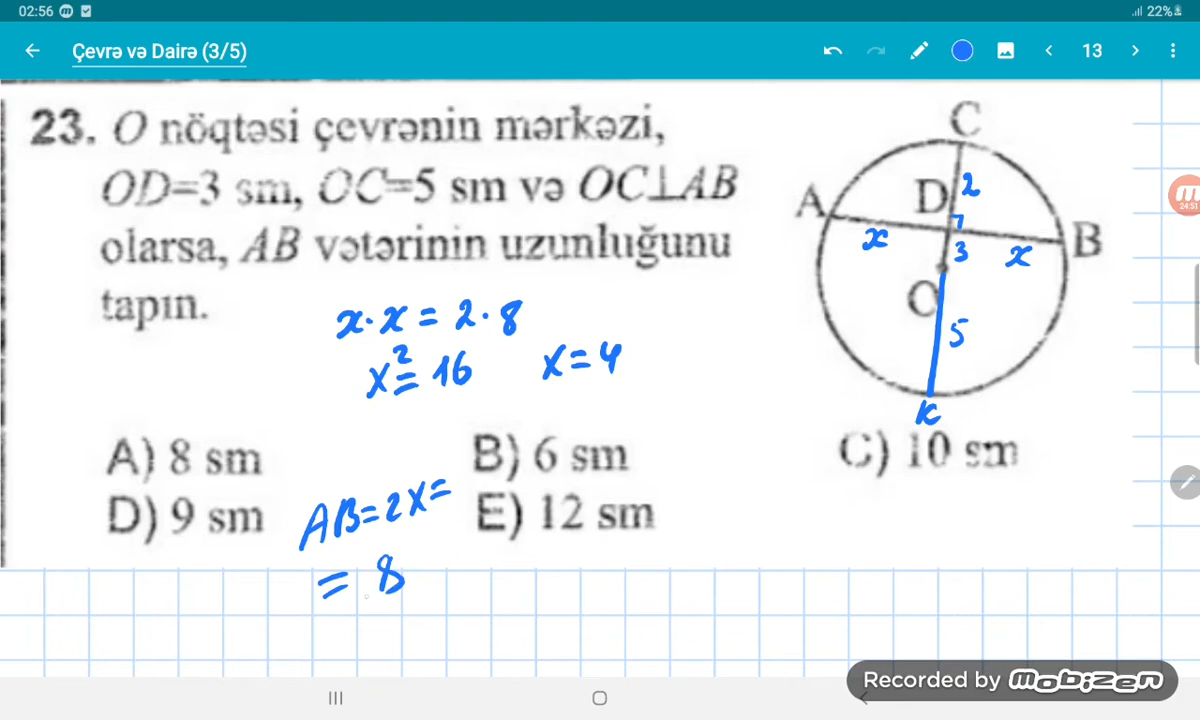 02:56
22%
Çevrə və Dairə (3/5)
13
23. O nöqtəsi çevrənin mərkəzi,
OD=3 sm, OC=5 sm və OC⊥AB
olarsa, AB vətərinin uzunluğunu
tapın.
x·x = 2·8
x² = 16 x = 4
C
A D 2
x 3 x B
O
5
K
A) 8 sm B) 6 sm C) 10 sm
D) 9 sm E) 12 sm
AB=2x=
= 8
24:51
Recorded by mobizen